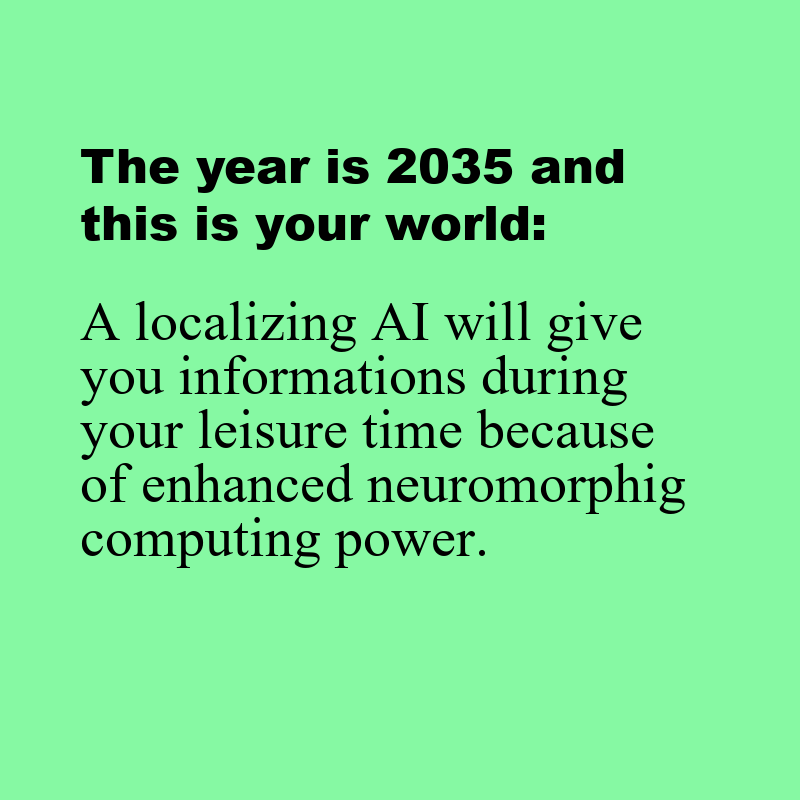 The year is 2035 and
this is your world:
A localizing AI will give
you informations during
your leisure time because
of enhanced neuromorphig
computing power.